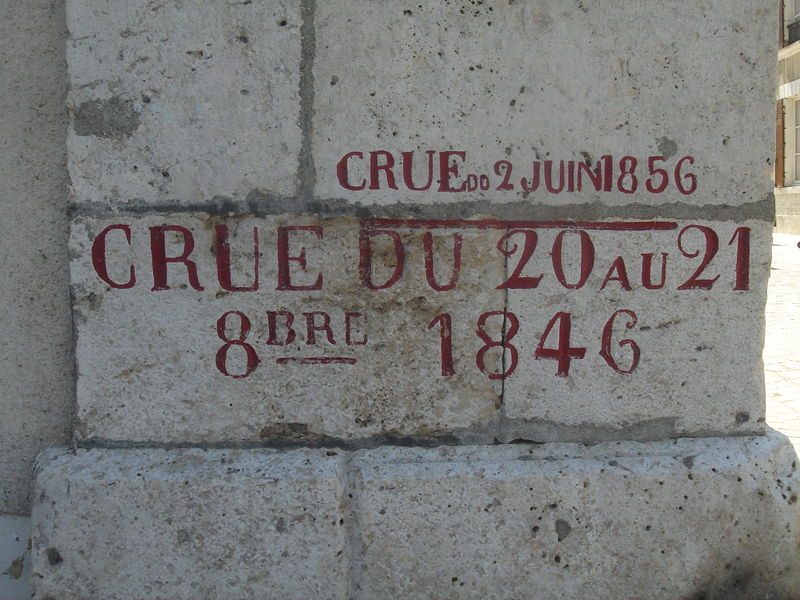 CRUE DU 2 JUIN 1856
CRUE DU 20 AU 21
8BRE 1846